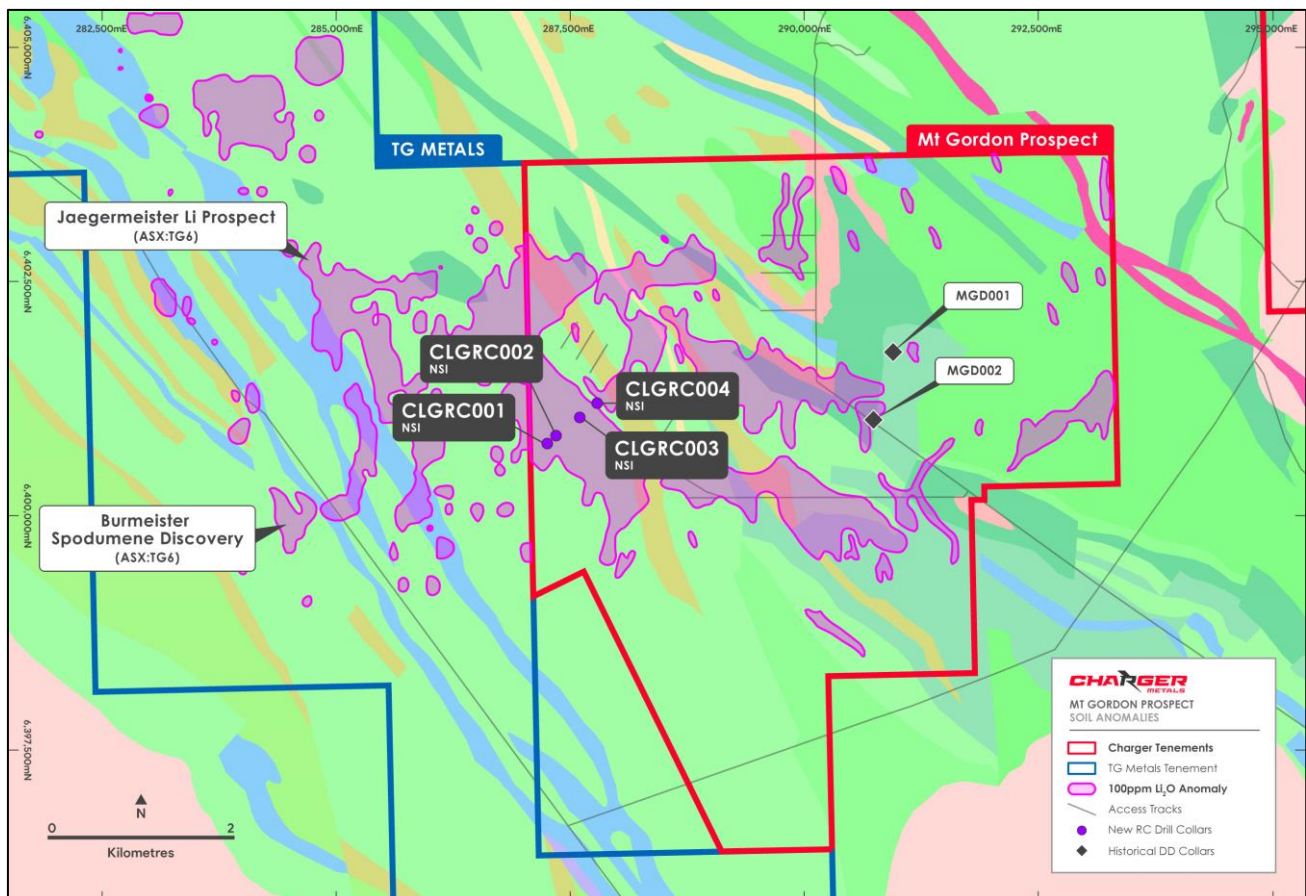 282,500mE
285,000mE
287,500mE
290,000mE
292,500mE
295,000mE
6,405,000mN
TG METALS
Mt Gordon Prospect
Jaegermeister Li Prospect
(ASX:TG6)
6,402,500mN
MGD001
CLGRC002
NSI
MGD002
CLGRC004
NSI
CLGRC001
NSI
CLGRC003
NSI
6,400,000mN
Burmeister
Spodumene Discovery
(ASX:TG6)
6,397,500mN
N
0 2
Kilometres
CHARGER
METALS
MT GORDON PROSPECT
SOIL ANOMALIES
Charger Tenements
TG Metals Tenement
100ppm Li₂O Anomaly
Access Tracks
New RC Drill Collars
Historical DD Collars